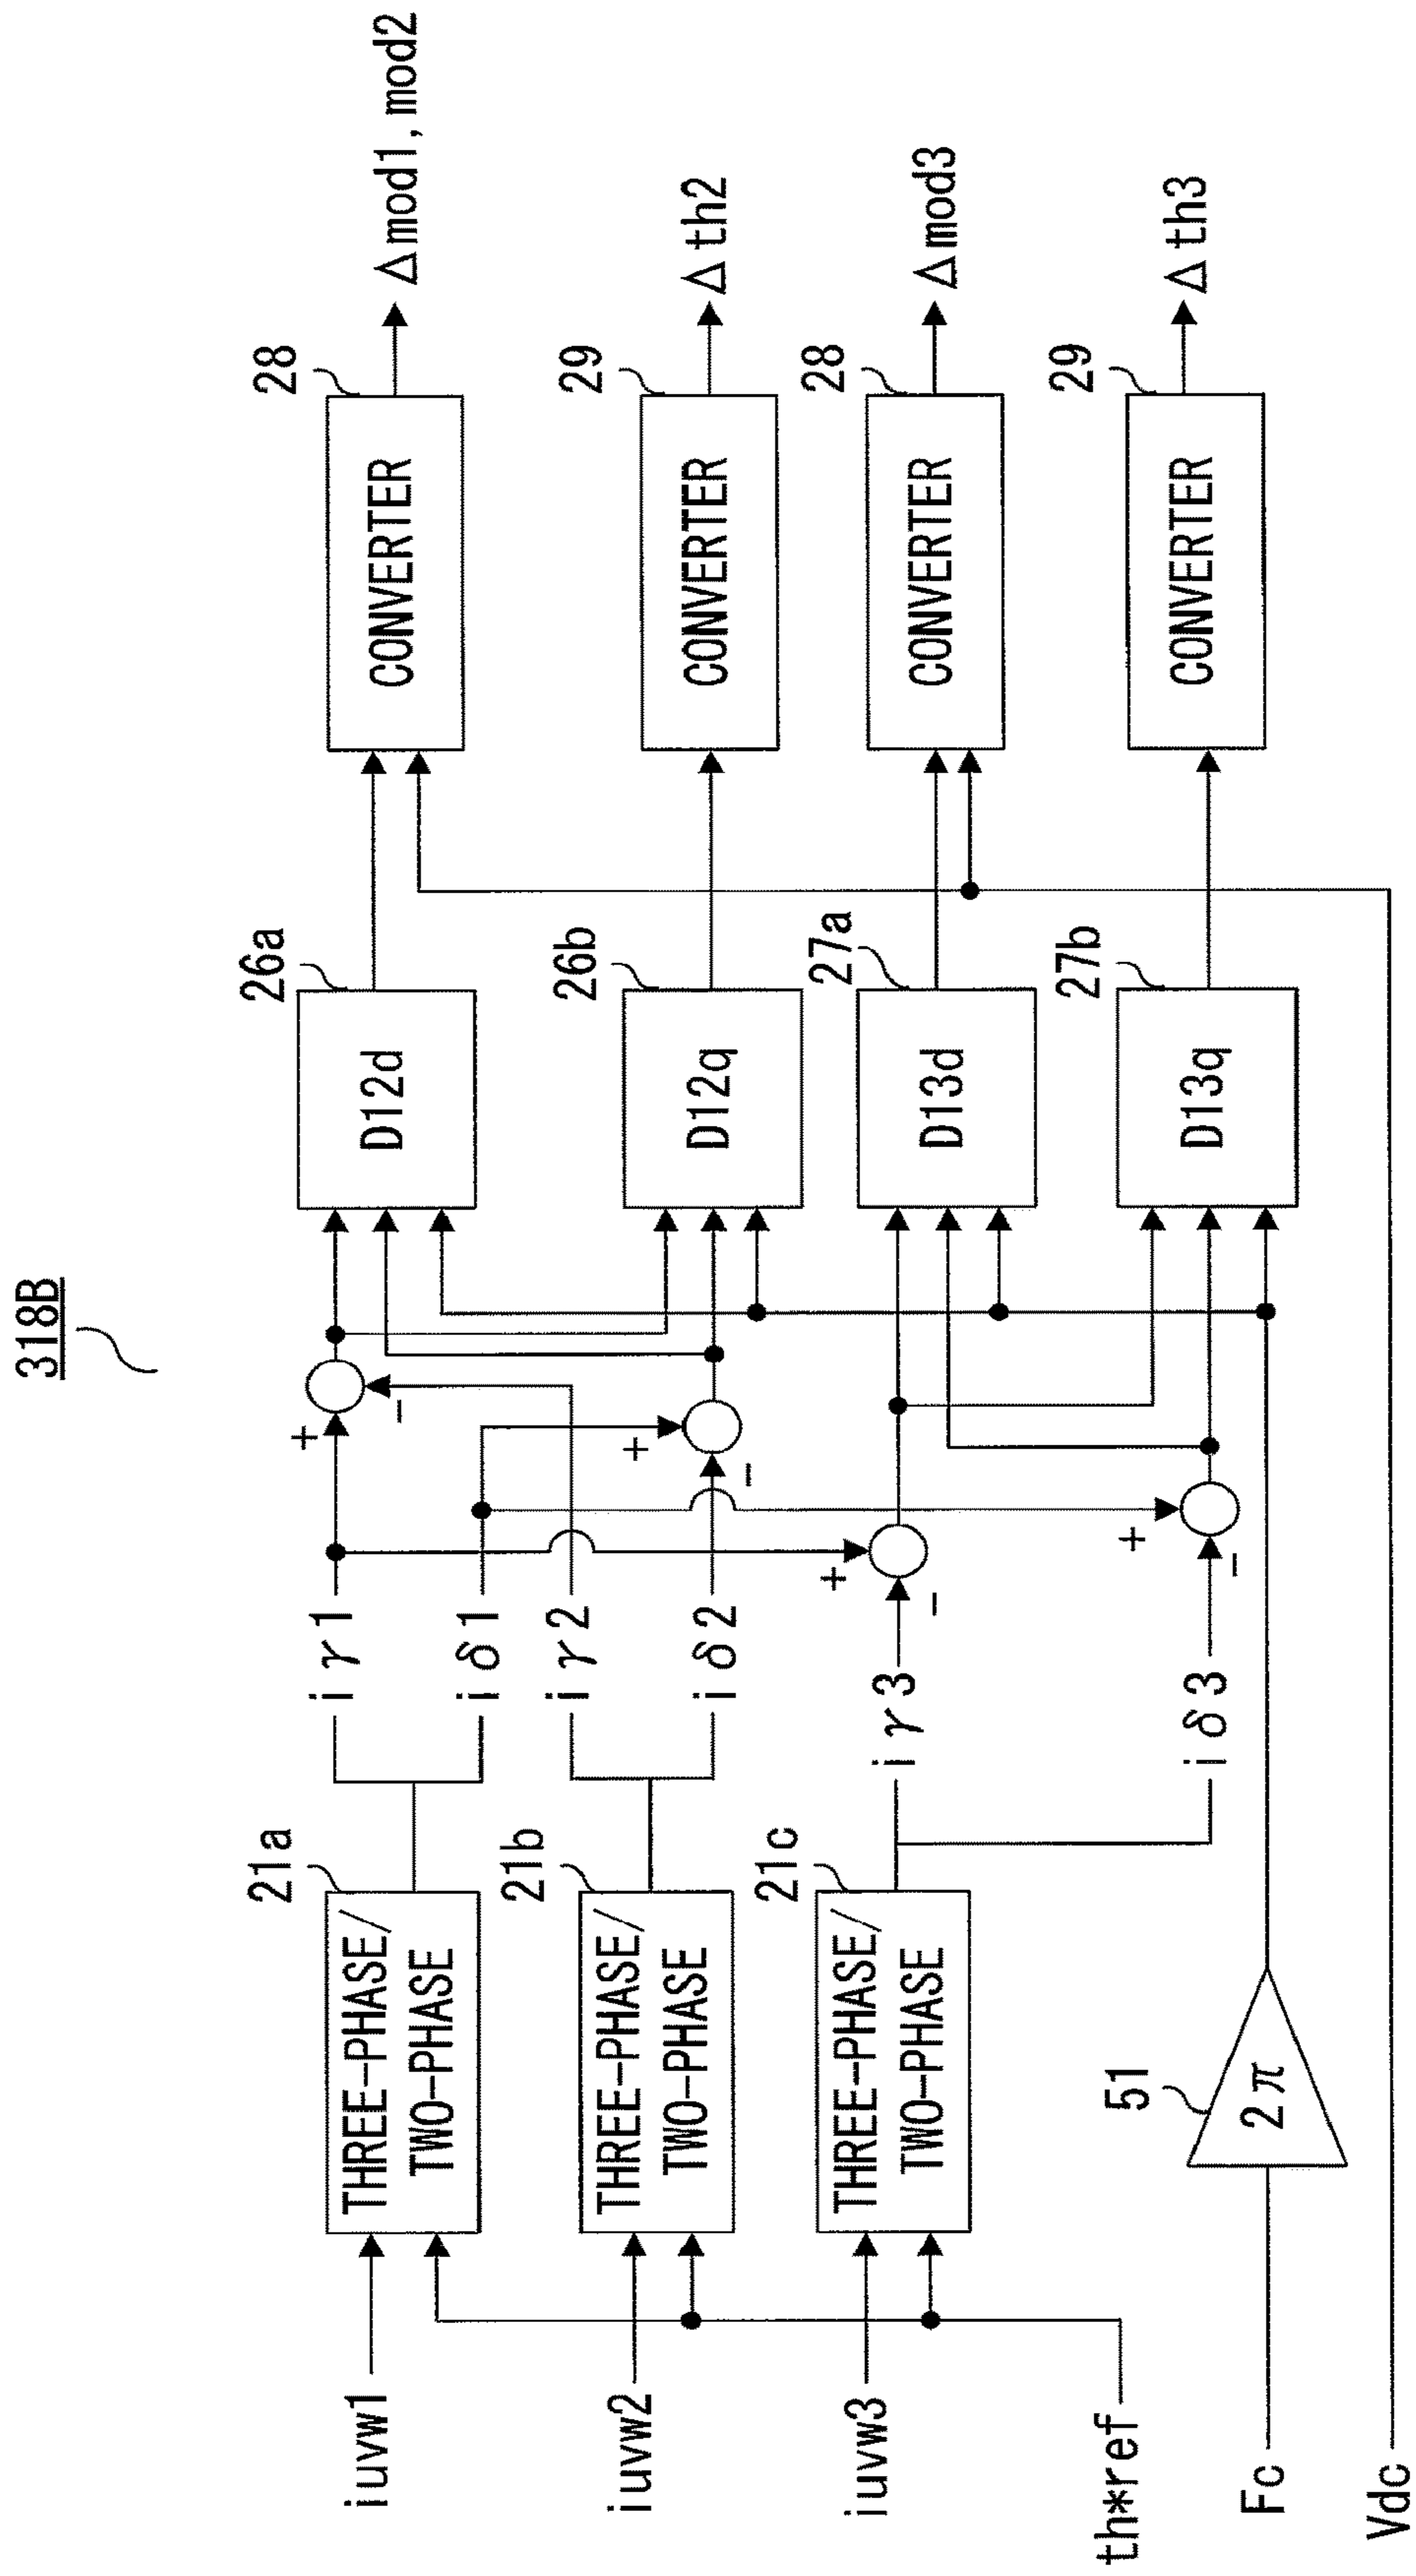 318B
iuvw1
iuvw2
iuvw3
th*ref
Fc
Vdc
21a
THREE-PHASE/
TWO-PHASE
21b
THREE-PHASE/
TWO-PHASE
21c
THREE-PHASE/
TWO-PHASE
51
2π
iγ1
iδ1
iγ2
iδ2
iγ3
iδ3
+
-
+
-
+
-
+
-
26a
D12d
26b
D12q
27a
D13d
27b
D13q
28
CONVERTER
29
CONVERTER
28
CONVERTER
29
CONVERTER
Δmod1,mod2
Δth2
Δmod3
Δth3